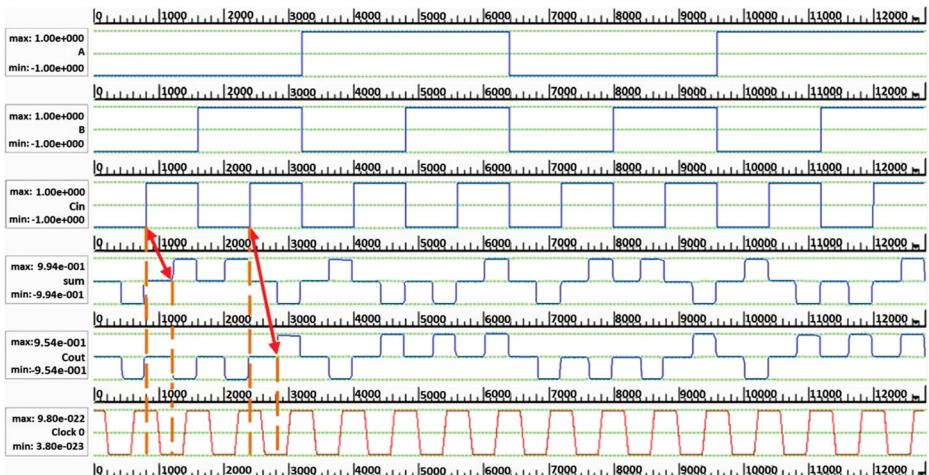 0 1000 2000 3000 4000 5000 6000 7000 8000 9000 10000 11000 12000
max: 1.00e+000
A
min: -1.00e+000
0 1000 2000 3000 4000 5000 6000 7000 8000 9000 10000 11000 12000
max: 1.00e+000
B
min: -1.00e+000
0 1000 2000 3000 4000 5000 6000 7000 8000 9000 10000 11000 12000
max: 1.00e+000
Cin
min: -1.00e+000
0 1000 2000 3000 4000 5000 6000 7000 8000 9000 10000 11000 12000
max: 9.94e-001
sum
min:-9.94e-001
0 1000 2000 3000 4000 5000 6000 7000 8000 9000 10000 11000 12000
max:9.54e-001
Cout
min:-9.54e-001
0 1000 2000 3000 4000 5000 6000 7000 8000 9000 10000 11000 12000
max: 9.80e-022
Clock 0
min: 3.80e-023
0 1000 2000 3000 4000 5000 6000 7000 8000 9000 10000 11000 12000